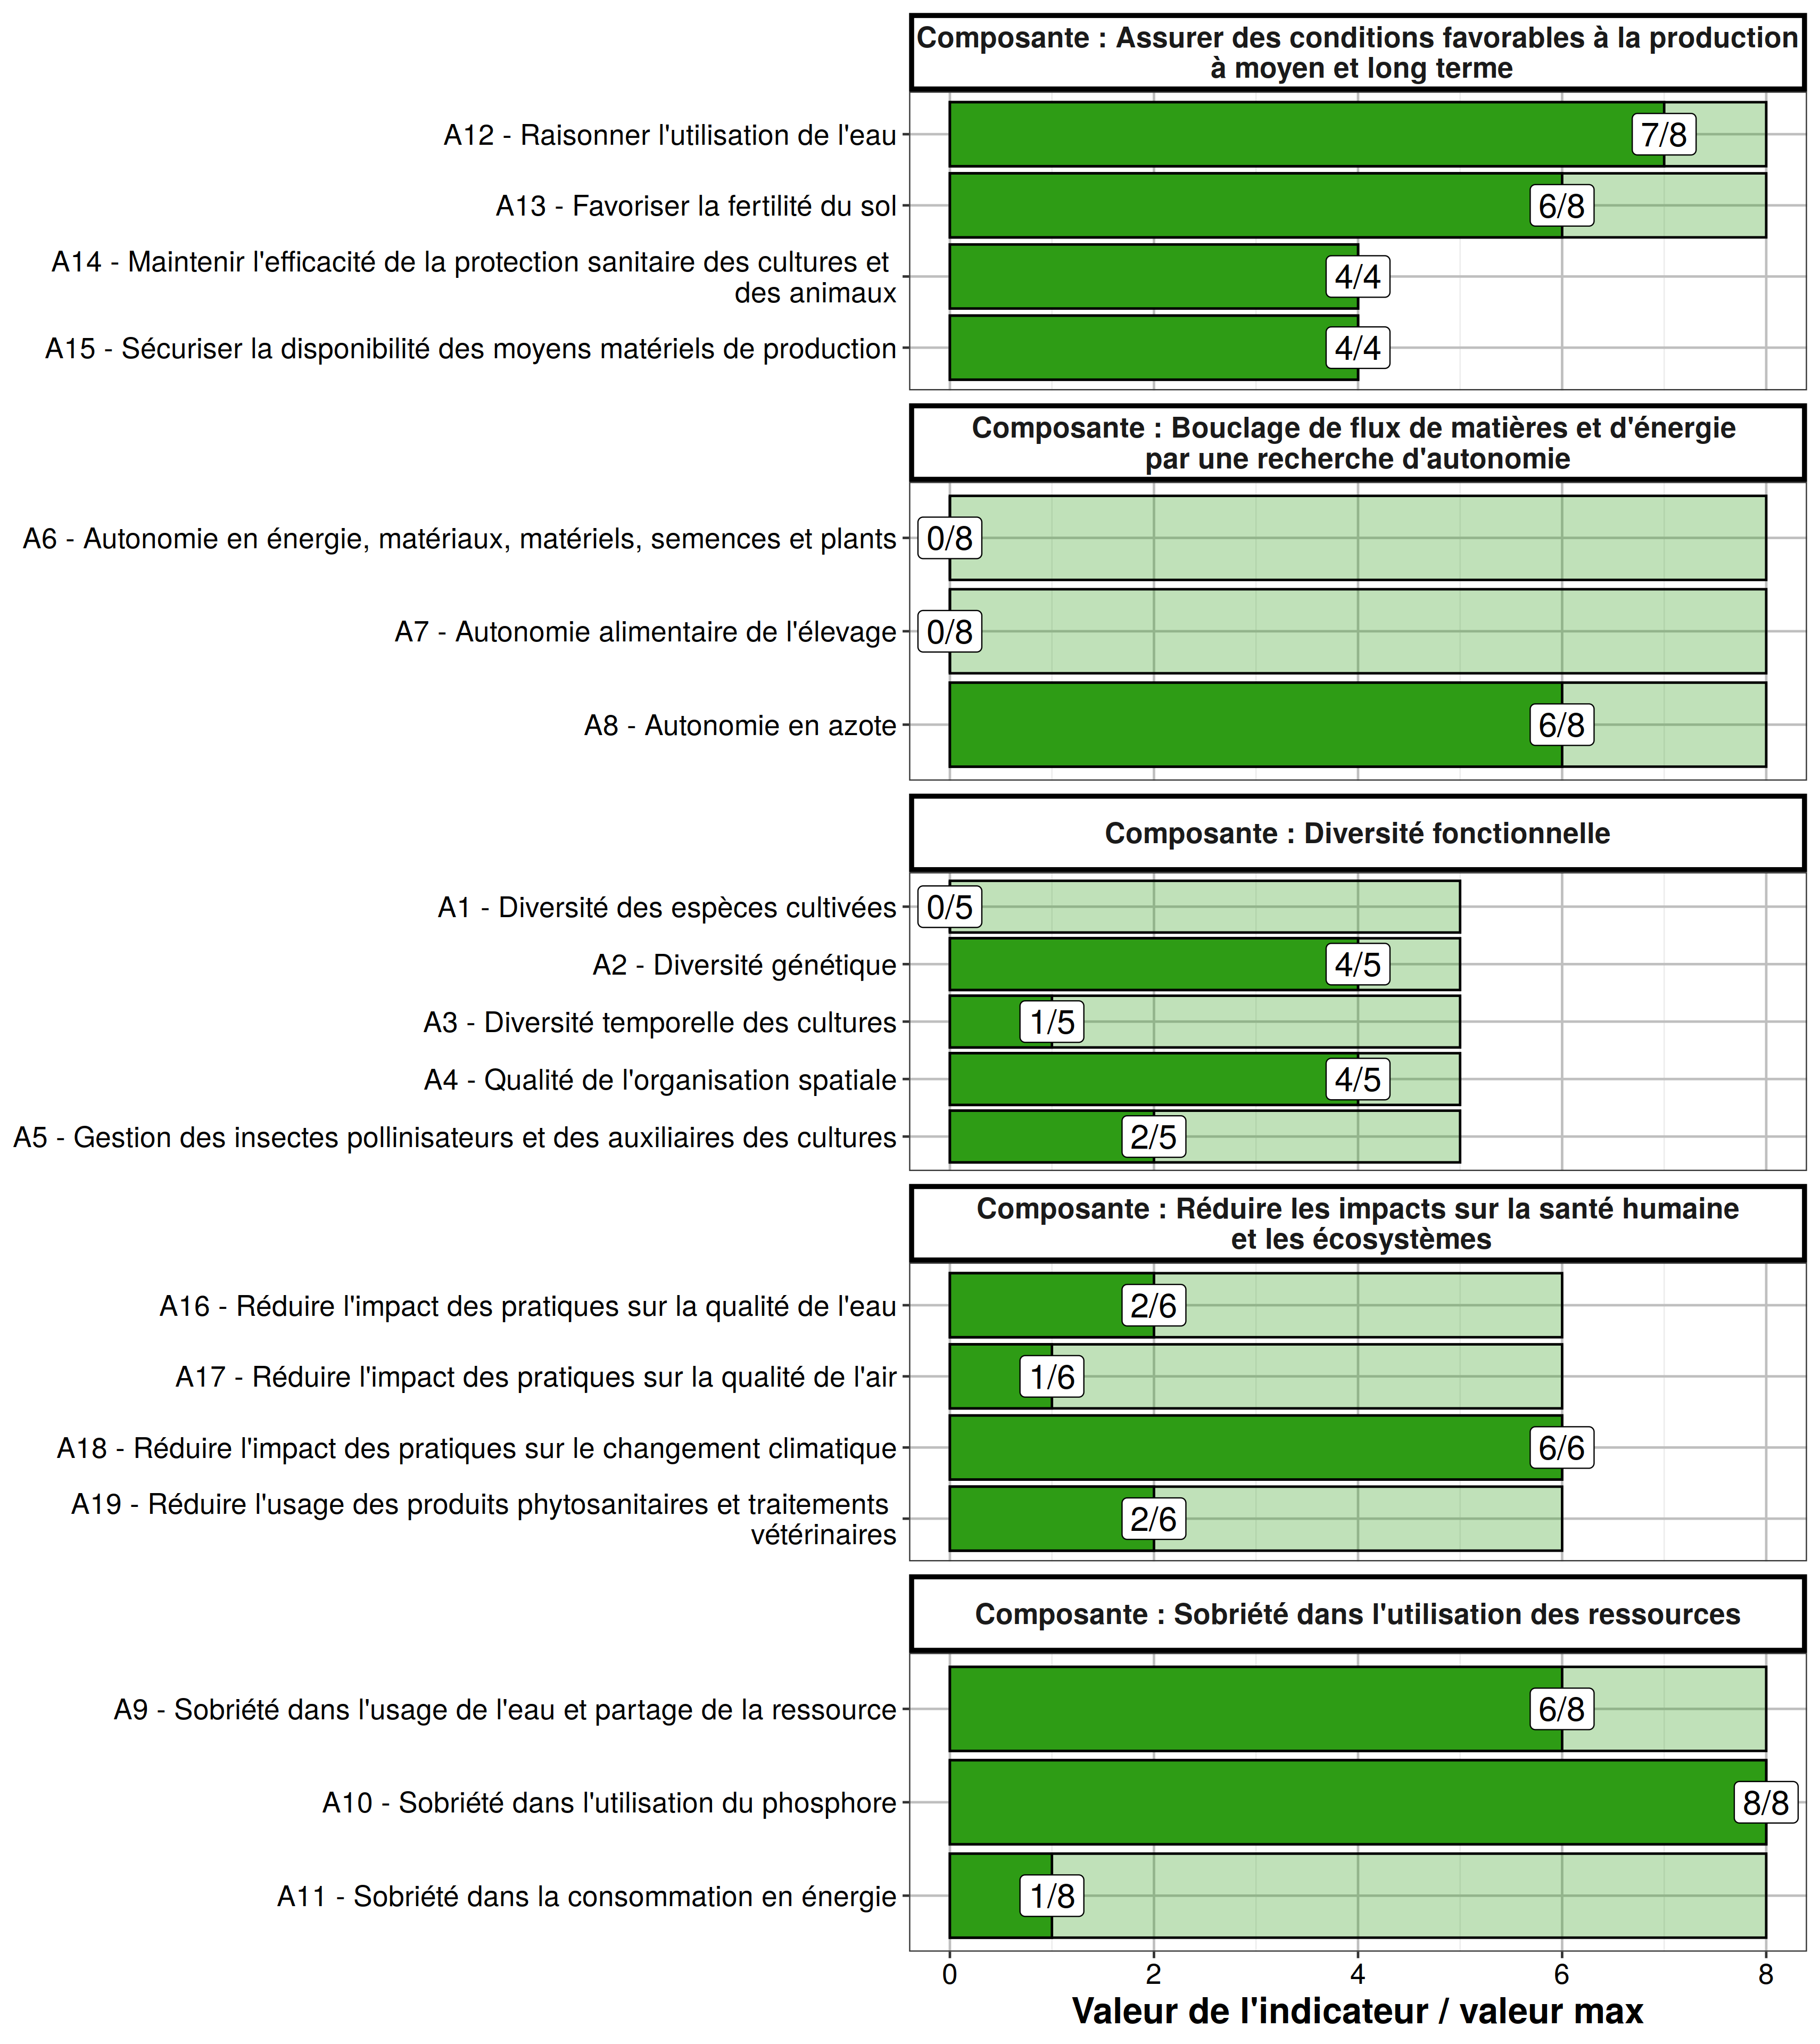 Composante : Assurer des conditions favorables à la production
à moyen et long terme
A12 - Raisonner l'utilisation de l'eau
7/8
A13 - Favoriser la fertilité du sol
6/8
A14 - Maintenir l'efficacité de la protection sanitaire des cultures et
des animaux
4/4
A15 - Sécuriser la disponibilité des moyens matériels de production
4/4
Composante : Bouclage de flux de matières et d'énergie
par une recherche d'autonomie
A6 - Autonomie en énergie, matériaux, matériels, semences et plants
0/8
A7 - Autonomie alimentaire de l'élevage
0/8
A8 - Autonomie en azote
6/8
Composante : Diversité fonctionnelle
A1 - Diversité des espèces cultivées
0/5
A2 - Diversité génétique
4/5
A3 - Diversité temporelle des cultures
1/5
A4 - Qualité de l'organisation spatiale
4/5
A5 - Gestion des insectes pollinisateurs et des auxiliaires des cultures
2/5
Composante : Réduire les impacts sur la santé humaine
et les écosystèmes
A16 - Réduire l'impact des pratiques sur la qualité de l'eau
2/6
A17 - Réduire l'impact des pratiques sur la qualité de l'air
1/6
A18 - Réduire l'impact des pratiques sur le changement climatique
6/6
A19 - Réduire l'usage des produits phytosanitaires et traitements
vétérinaires
2/6
Composante : Sobriété dans l'utilisation des ressources
A9 - Sobriété dans l'usage de l'eau et partage de la ressource
6/8
A10 - Sobriété dans l'utilisation du phosphore
8/8
A11 - Sobriété dans la consommation en énergie
1/8
0 2 4 6 8
Valeur de l'indicateur / valeur max